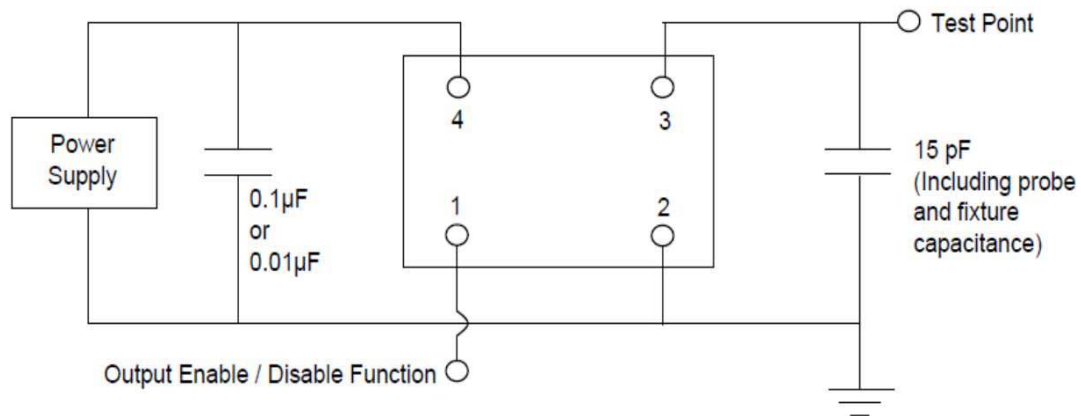 Test Point
4
3
Power
Supply
15 pF
(Including probe
and fixture
capacitance)
0.1µF
or
0.01µF
1
2
Output Enable / Disable Function